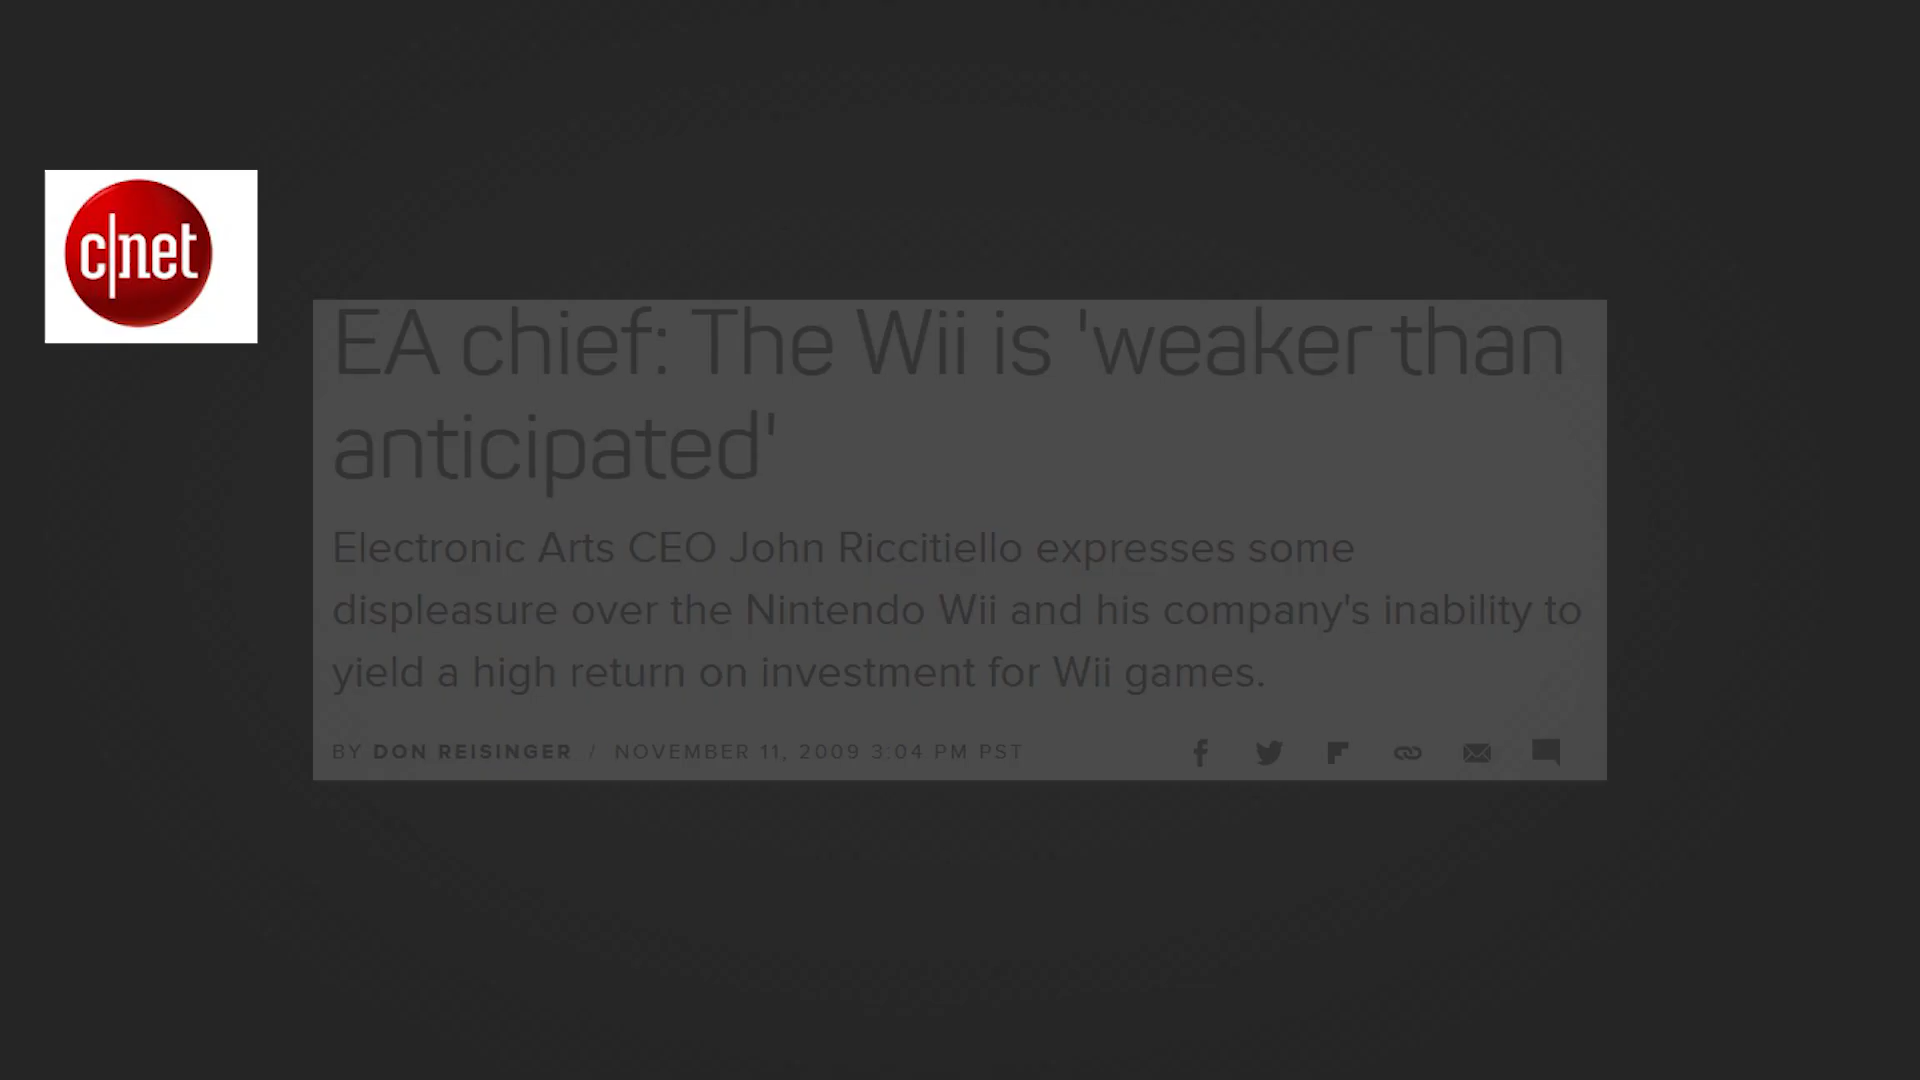 c|net
EA chief: The Wii is 'weaker than
anticipated'
Electronic Arts CEO John Riccitiello expresses some
displeasure over the Nintendo Wii and his company's inability to
yield a high return on investment for Wii games.
BY DON REISINGER / NOVEMBER 11, 2009 3:04 PM PST